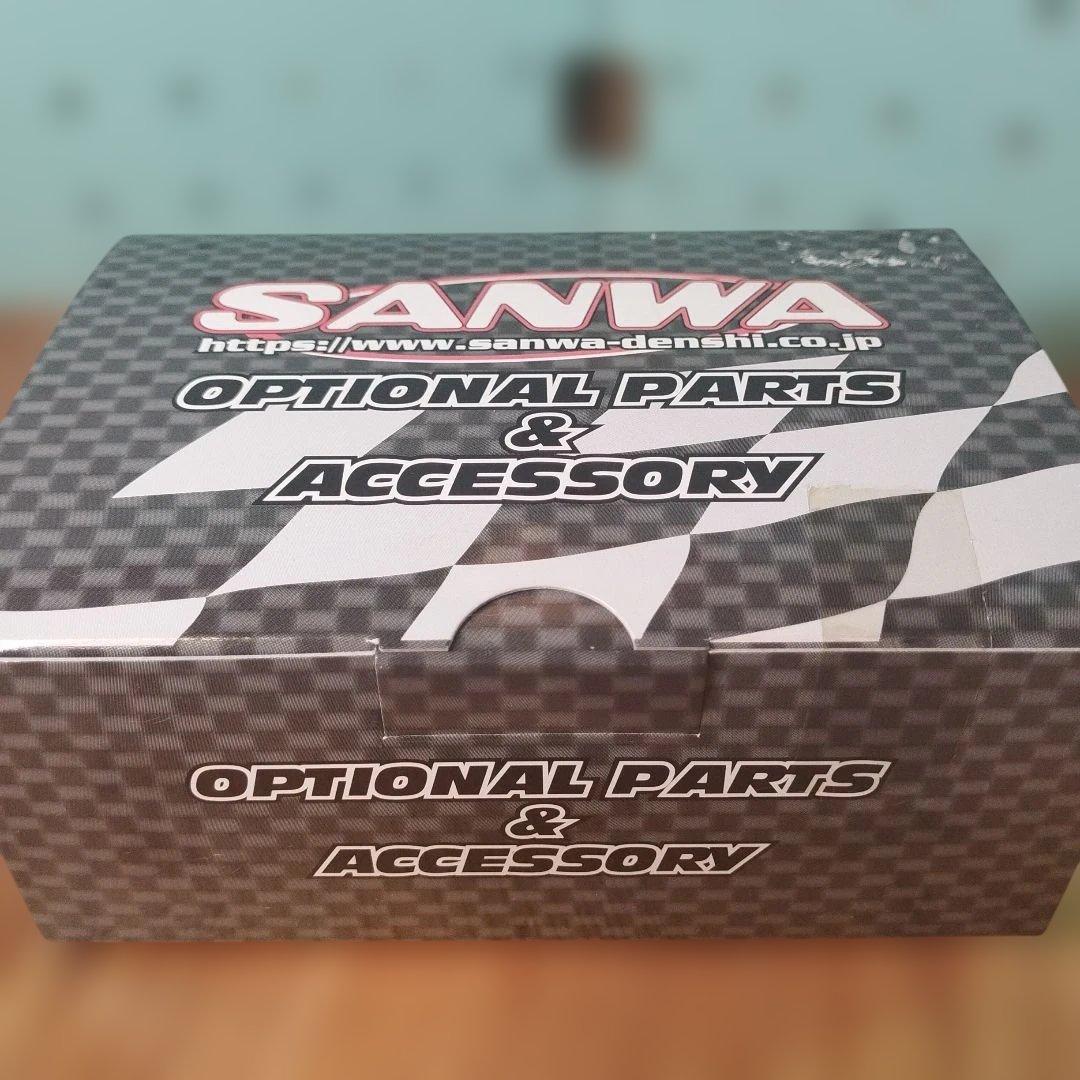 SANWA
https://www.sanwa-denshi.co.jp
OPTIONAL PARTS
&
ACCESSORY
OPTIONAL PARTS
&
ACCESSORY